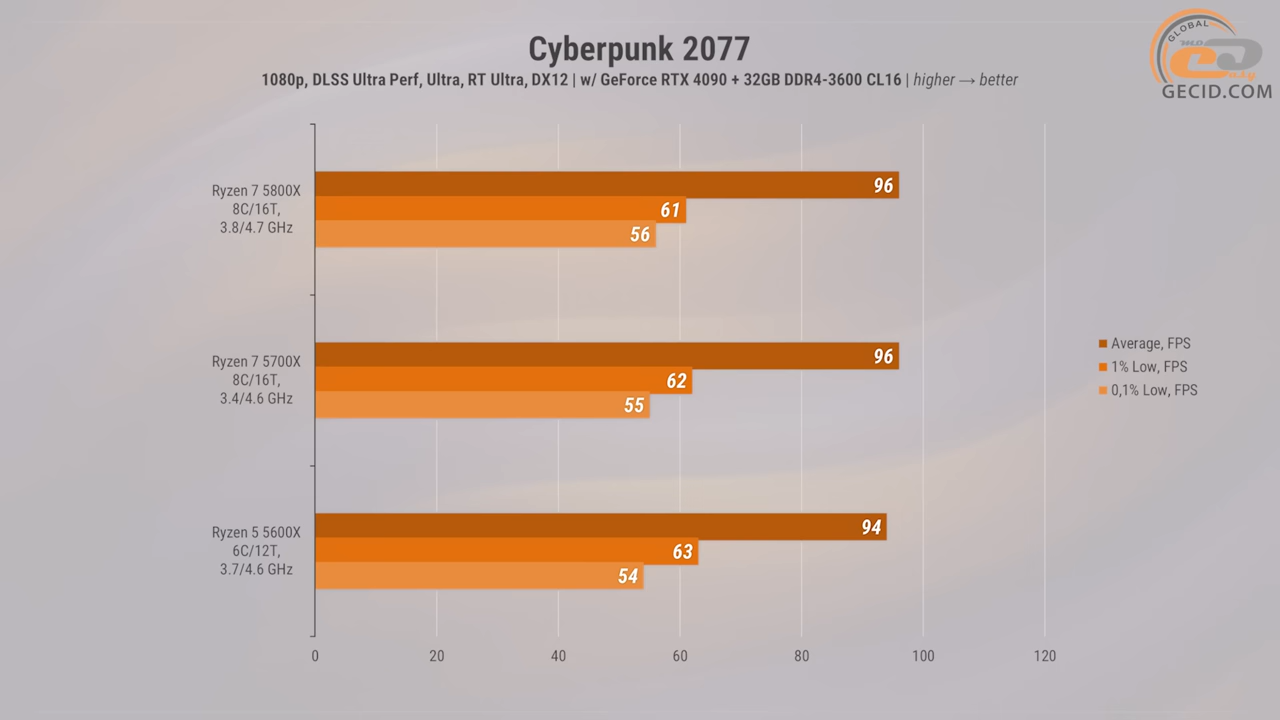 Cyberpunk 2077
1080p, DLSS Ultra Perf, Ultra, RT Ultra, DX12 | w/ GeForce RTX 4090 + 32GB DDR4-3600 CL16 | higher → better
GLOBAL
easy
GECID.COM
Ryzen 7 5800X
8C/16T,
3.8/4.7 GHz
96
61
56
Ryzen 7 5700X
8C/16T,
3.4/4.6 GHz
96
62
55
Ryzen 5 5600X
6C/12T,
3.7/4.6 GHz
94
63
54
Average, FPS
1% Low, FPS
0,1% Low, FPS
0 20 40 60 80 100 120